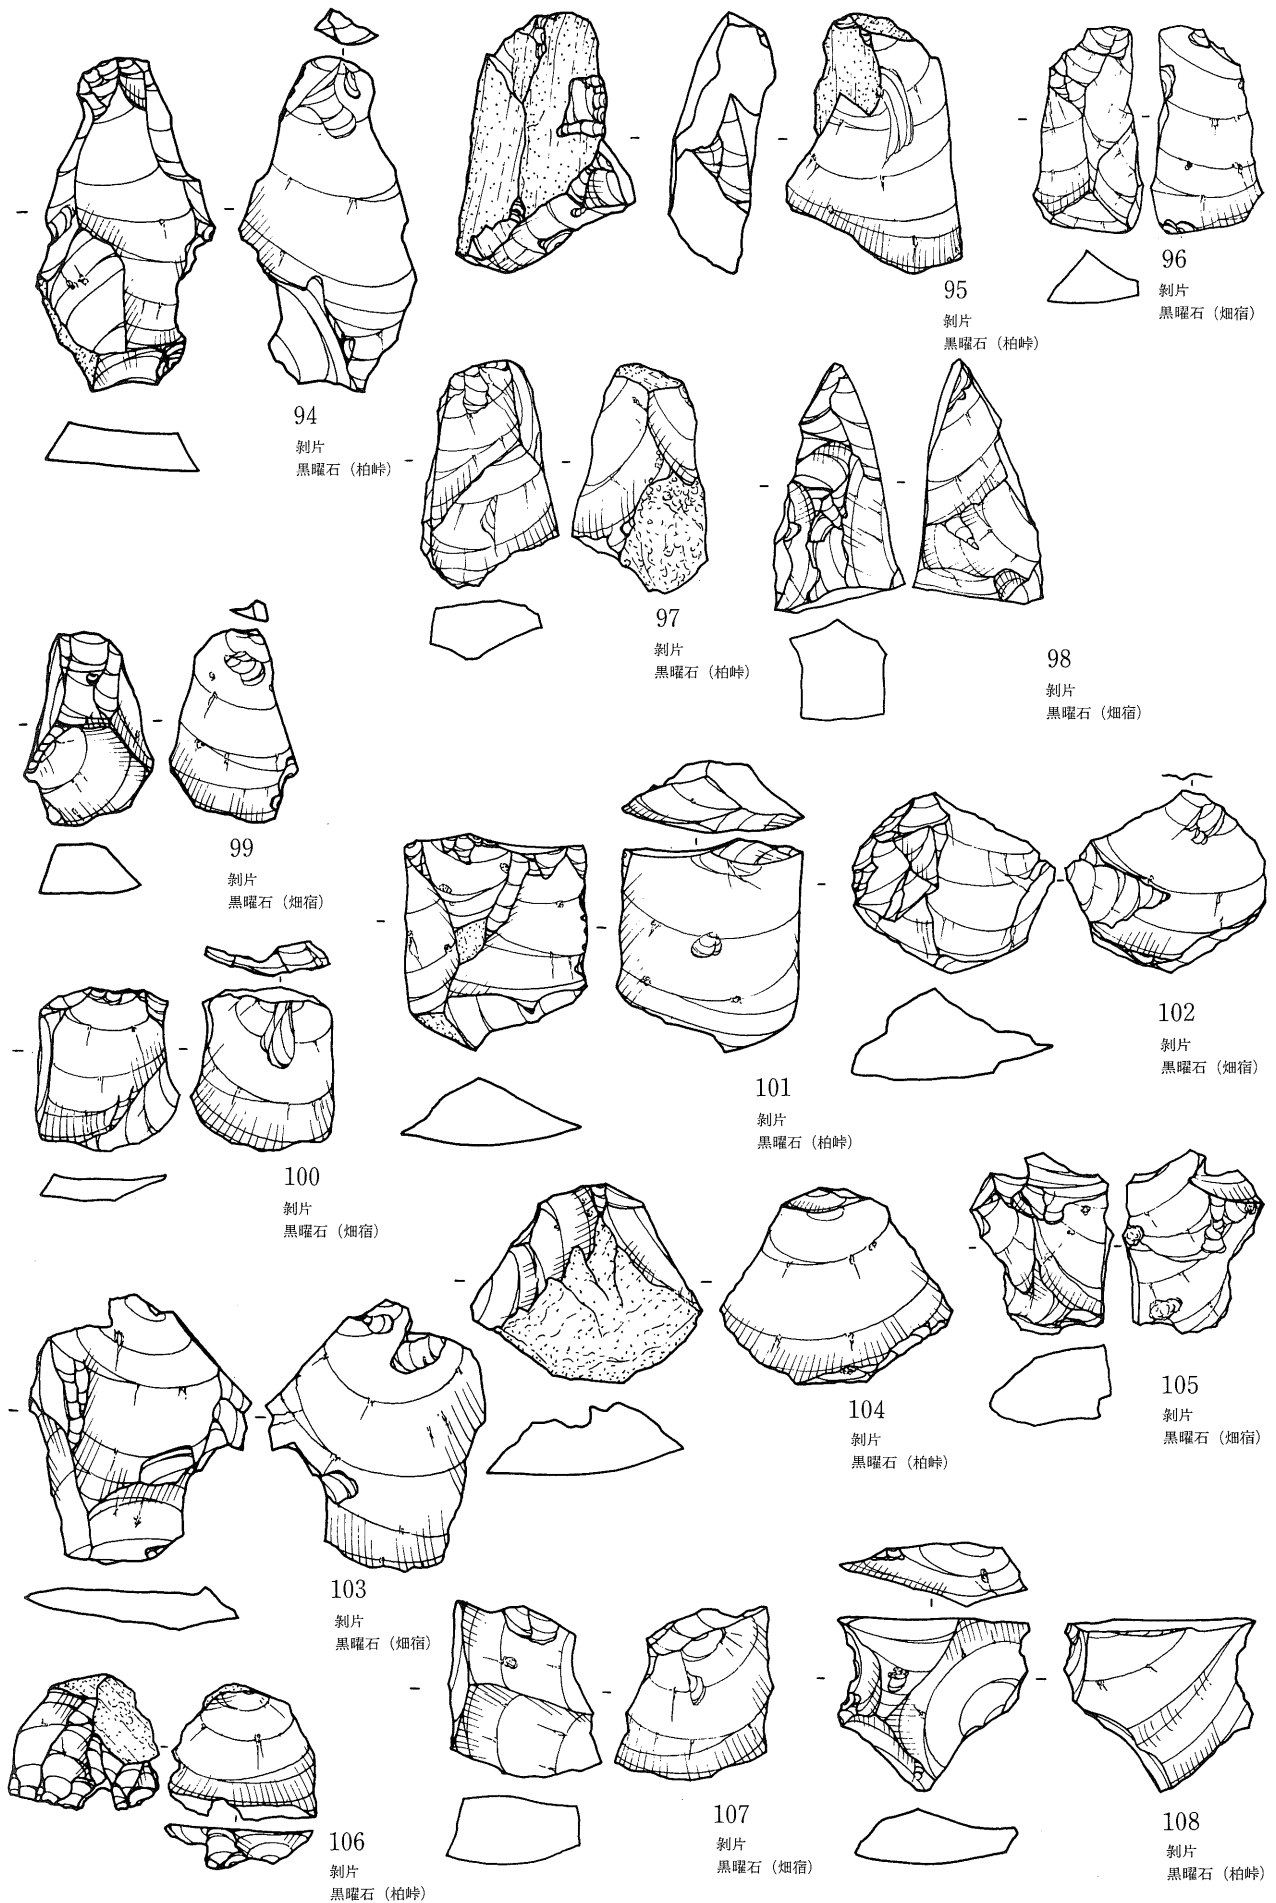 94
剝片
黒曜石（柏峠）
95
剝片
黒曜石（柏峠）
96
剝片
黒曜石（畑宿）
97
剝片
黒曜石（柏峠）
98
剝片
黒曜石（畑宿）
99
剝片
黒曜石（畑宿）
100
剝片
黒曜石（畑宿）
101
剝片
黒曜石（柏峠）
102
剝片
黒曜石（畑宿）
103
剝片
黒曜石（畑宿）
104
剝片
黒曜石（柏峠）
105
剝片
黒曜石（畑宿）
106
剝片
黒曜石（柏峠）
107
剝片
黒曜石（畑宿）
108
剝片
黒曜石（柏峠）